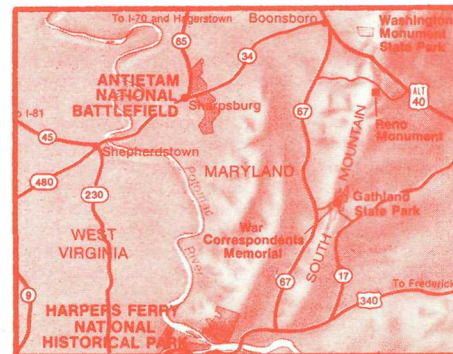 To I-70 and Hagerstown
Boonsboro
Washington
Monument
State Park
65
34
ANTIETAM
NATIONAL
BATTLEFIELD
Sharpsburg
67
ALT
40
To I-81
Reno
Monument
45
Shepherdstown
MARYLAND
SOUTH MOUNTAIN
480
230
Potomac River
Gathland
State Park
WEST
VIRGINIA
War
Correspondents
Memorial
9
67
17
To Frederick
340
HARPERS FERRY
NATIONAL
HISTORICAL PARK